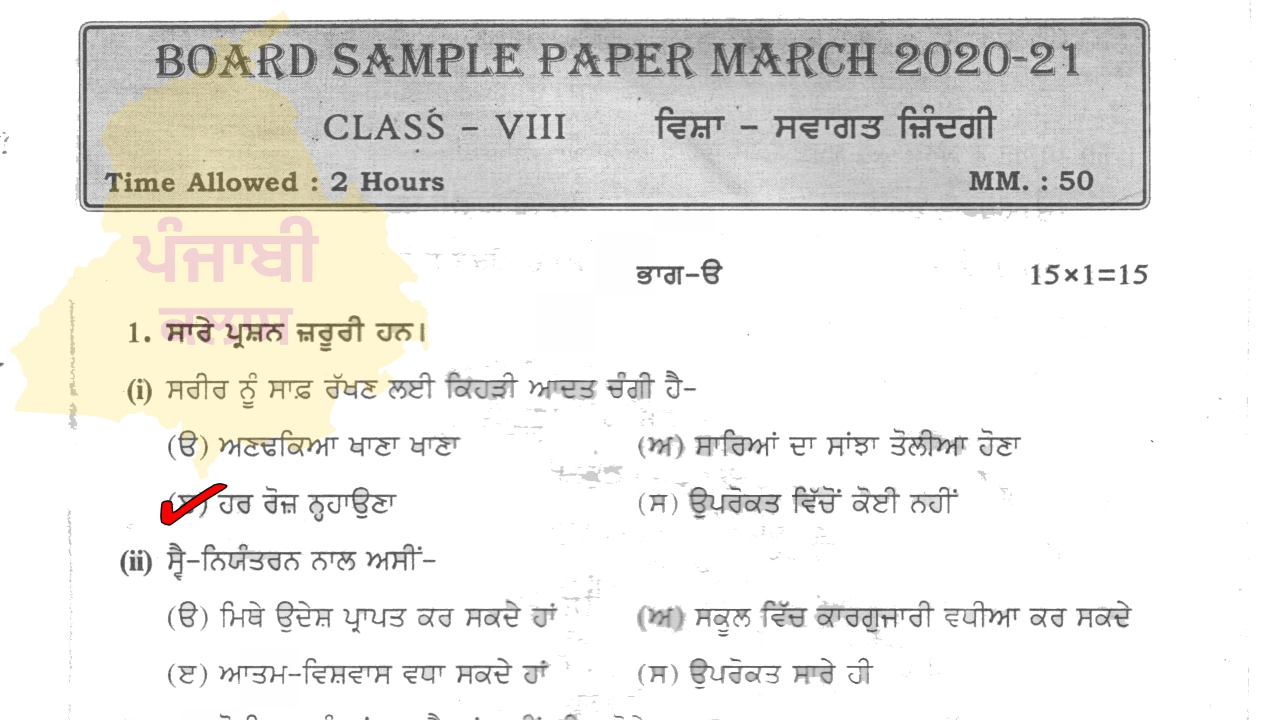 BOARD SAMPLE PAPER MARCH 2020-21
CLASS – VIII ਵਿਸ਼ਾ – ਸਵਾਗਤ ਜ਼ਿੰਦਗੀ
Time Allowed : 2 Hours MM. : 50
ਪੰਜਾਬੀ
ਕਲਾਸ
ਭਾਗ-ੳ 15×1=15
1. ਸਾਰੇ ਪ੍ਰਸ਼ਨ ਜ਼ਰੂਰੀ ਹਨ।
(i) ਸਰੀਰ ਨੂੰ ਸਾਫ਼ ਰੱਖਣ ਲਈ ਕਿਹੜੀ ਆਦਤ ਚੰਗੀ ਹੈ-
(ੳ) ਅਣਢਕਿਆ ਖਾਣਾ ਖਾਣਾ (ਅ) ਸਾਰਿਆਂ ਦਾ ਸਾਂਝਾ ਤੋਲੀਆ ਹੋਣਾ
(ੲ) ਹਰ ਰੋਜ਼ ਨ੍ਹਾਉਣਾ (ਸ) ਉਪਰੋਕਤ ਵਿੱਚੋਂ ਕੋਈ ਨਹੀਂ
(ii) ਸ੍ਵੈ-ਨਿਯੰਤਰਨ ਨਾਲ ਅਸੀਂ-
(ੳ) ਮਿਥੇ ਉਦੇਸ਼ ਪ੍ਰਾਪਤ ਕਰ ਸਕਦੇ ਹਾਂ (ਅ) ਸਕੂਲ ਵਿੱਚ ਕਾਰਗੁਜਾਰੀ ਵਧੀਆ ਕਰ ਸਕਦੇ
(ੲ) ਆਤਮ-ਵਿਸ਼ਵਾਸ ਵਧਾ ਸਕਦੇ ਹਾਂ (ਸ) ਉਪਰੋਕਤ ਸਾਰੇ ਹੀ